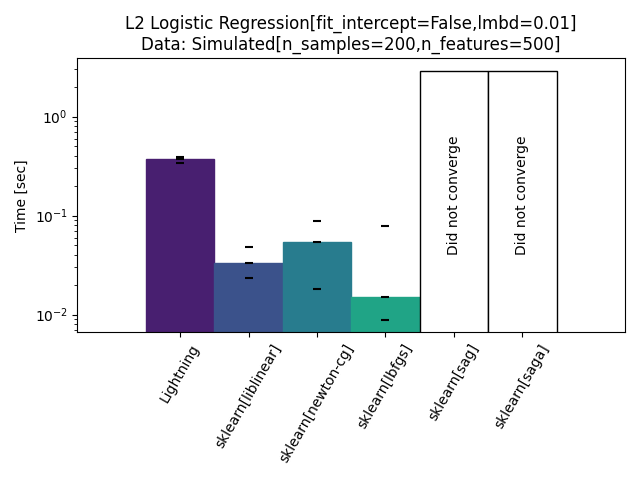 L2 Logistic Regression[fit_intercept=False,lmbd=0.01]
Data: Simulated[n_samples=200,n_features=500]
Time [sec]
10⁰
10⁻¹
10⁻²
Did not converge
Did not converge
Lightning
sklearn[liblinear]
sklearn[newton-cg]
sklearn[lbfgs]
sklearn[sag]
sklearn[saga]